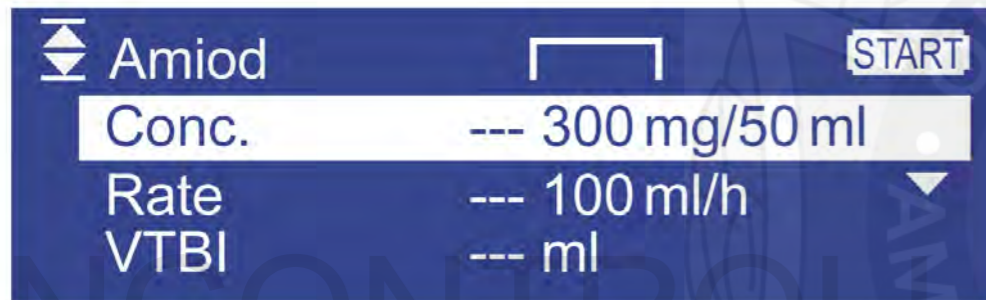 Amiod START
Conc. --- 300 mg/50 ml
Rate --- 100 ml/h
VTBI --- ml